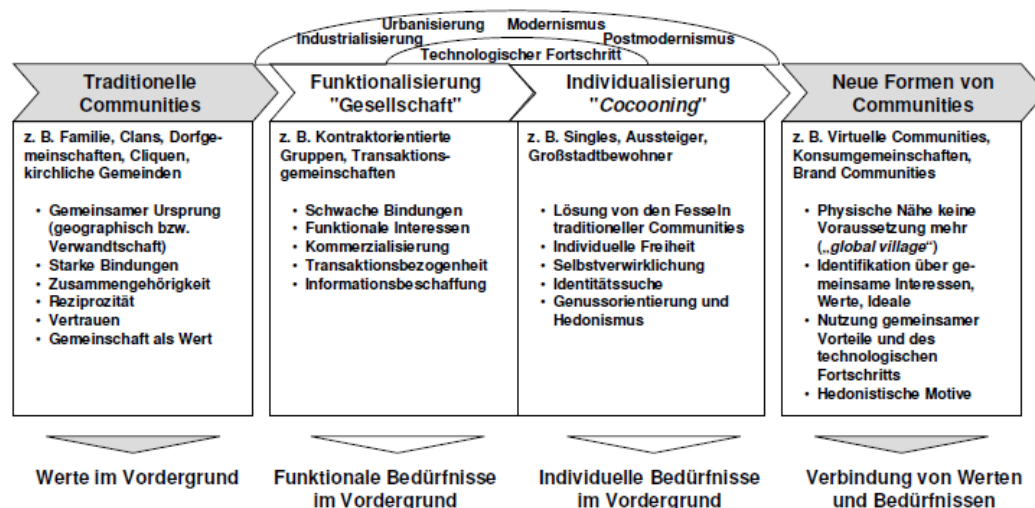 Urbanisierung Modernismus
Industrialisierung Postmodernismus
Technologischer Fortschritt
Traditionelle
Communities
z. B. Familie, Clans, Dorfge-
meinschaften, Cliquen,
kirchliche Gemeinden
• Gemeinsamer Ursprung
(geographisch bzw.
Verwandtschaft)
• Starke Bindungen
• Zusammengehörigkeit
• Reziprozität
• Vertrauen
• Gemeinschaft als Wert
Werte im Vordergrund
Funktionalisierung
"Gesellschaft"
z. B. Kontraktorientierte
Gruppen, Transaktions-
gemeinschaften
• Schwache Bindungen
• Funktionale Interessen
• Kommerzialisierung
• Transaktionsbezogenheit
• Informationsbeschaffung
Funktionale Bedürfnisse
im Vordergrund
Individualisierung
"Cocooning"
z. B. Singles, Aussteiger,
Großstadtbewohner
• Lösung von den Fesseln
traditioneller Communities
• Individuelle Freiheit
• Selbstverwirklichung
• Identitätssuche
• Genussorientierung und
Hedonismus
Individuelle Bedürfnisse
im Vordergrund
Neue Formen von
Communities
z. B. Virtuelle Communities,
Konsumgemeinschaften,
Brand Communities
• Physische Nähe keine
Voraussetzung mehr
(„global village“)
• Identifikation über ge-
meinsame Interessen,
Werte, Ideale
• Nutzung gemeinsamer
Vorteile und des
technologischen
Fortschritts
• Hedonistische Motive
Verbindung von Werten
und Bedürfnissen